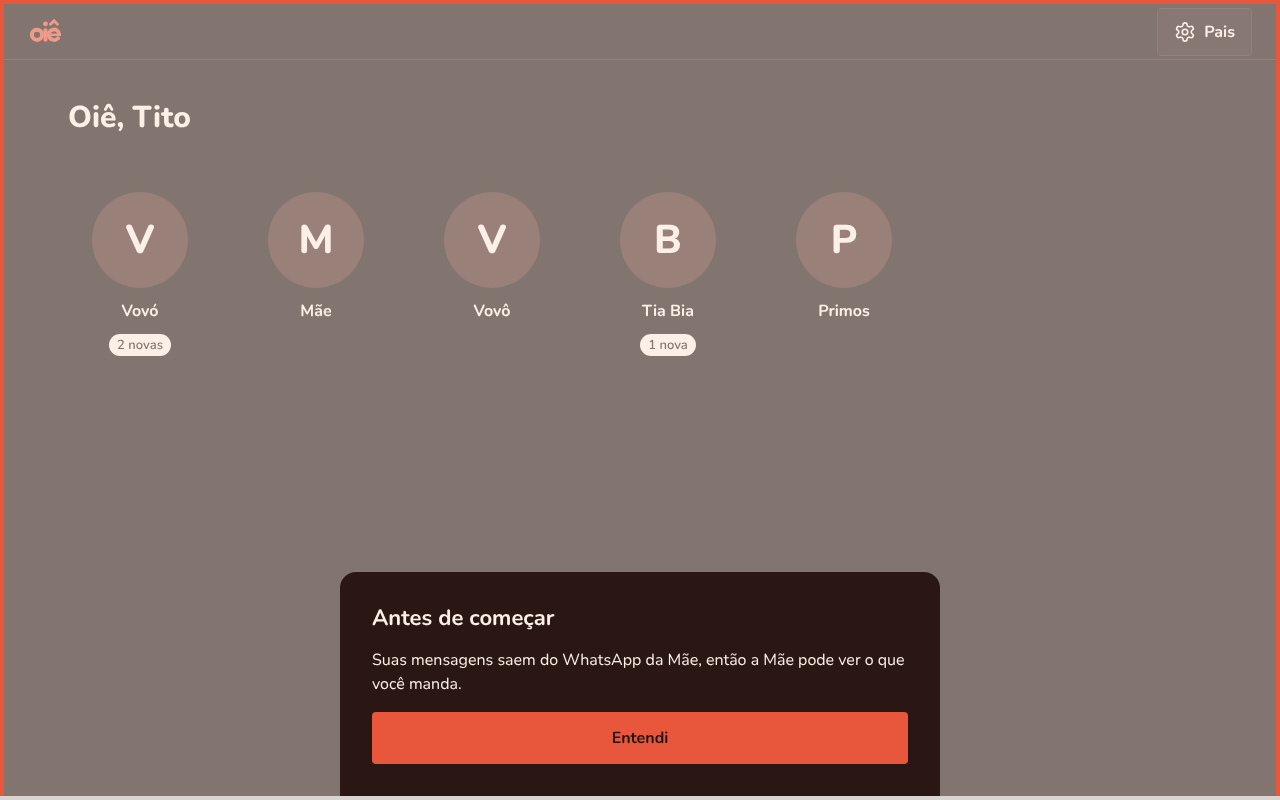 oiê
Pais
Oiê, Tito
V
M
V
B
P
Vovó
Mãe
Vovô
Tia Bia
Primos
2 novas
1 nova
Antes de começar
Suas mensagens saem do WhatsApp da Mãe, então a Mãe pode ver o que
você manda.
Entendi